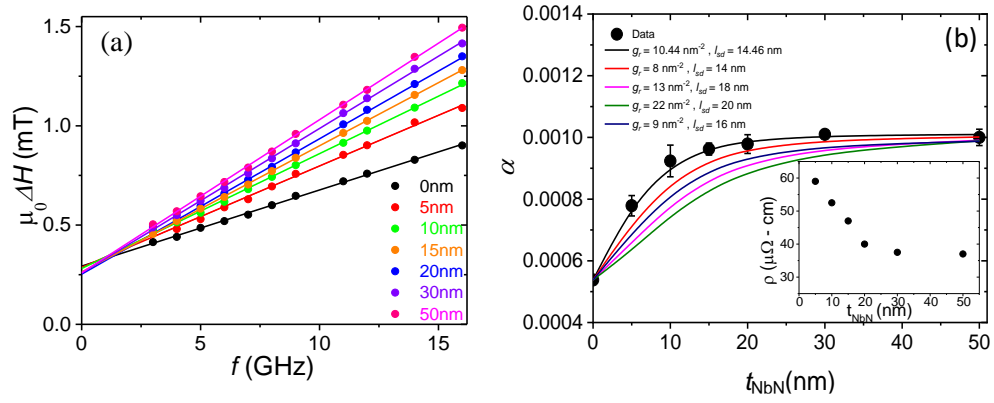 (a)
1.5
1.0
0.5
0.0
μ₀ΔH (mT)
0 5 10 15
f (GHz)
0nm
5nm
10nm
15nm
20nm
30nm
50nm
(b)
0.0014
0.0012
0.0010
0.0008
0.0006
0.0004
α
Data
gᵣ = 10.44 nm⁻² , lsd = 14.46 nm
gᵣ = 8 nm⁻² , lsd = 14 nm
gᵣ = 13 nm⁻², lsd = 18 nm
gᵣ = 22 nm⁻² , lsd = 20 nm
gᵣ = 9 nm⁻² , lsd = 16 nm
60
50
40
30
ρ (μΩ - cm)
0 10 20 30 40 50
tNbN(nm)
0 10 20 30 40 50
tNbN(nm)